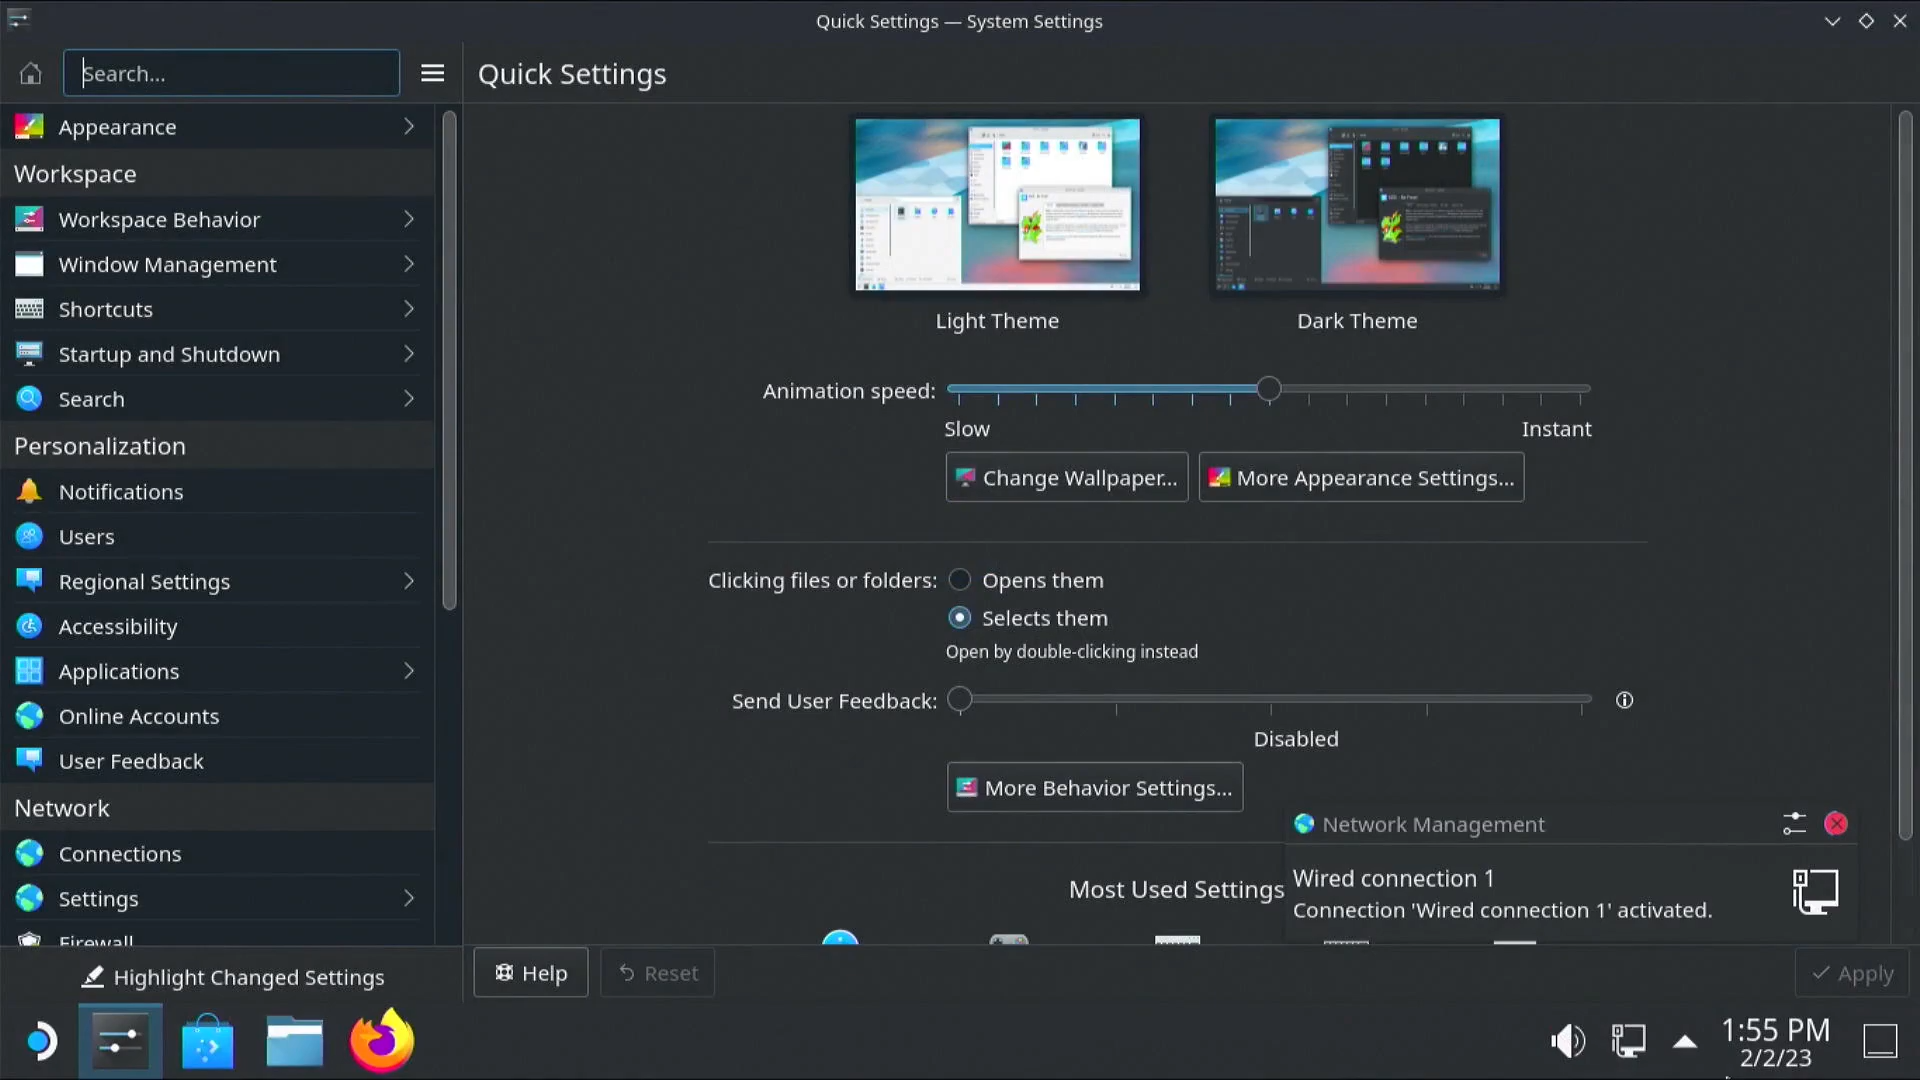 Quick Settings — System Settings
Search...
Quick Settings
Appearance
Workspace
Workspace Behavior
Window Management
Shortcuts
Startup and Shutdown
Search
Personalization
Notifications
Users
Regional Settings
Accessibility
Applications
Online Accounts
User Feedback
Network
Connections
Settings
Firewall
Highlight Changed Settings
Light Theme
Dark Theme
Animation speed:
Slow
Instant
Change Wallpaper...
More Appearance Settings...
Clicking files or folders:
Opens them
Selects them
Open by double-clicking instead
Send User Feedback:
Disabled
More Behavior Settings...
Most Used Settings
Network Management
Wired connection 1
Connection 'Wired connection 1' activated.
Help
Reset
Apply
1:55 PM
2/2/23